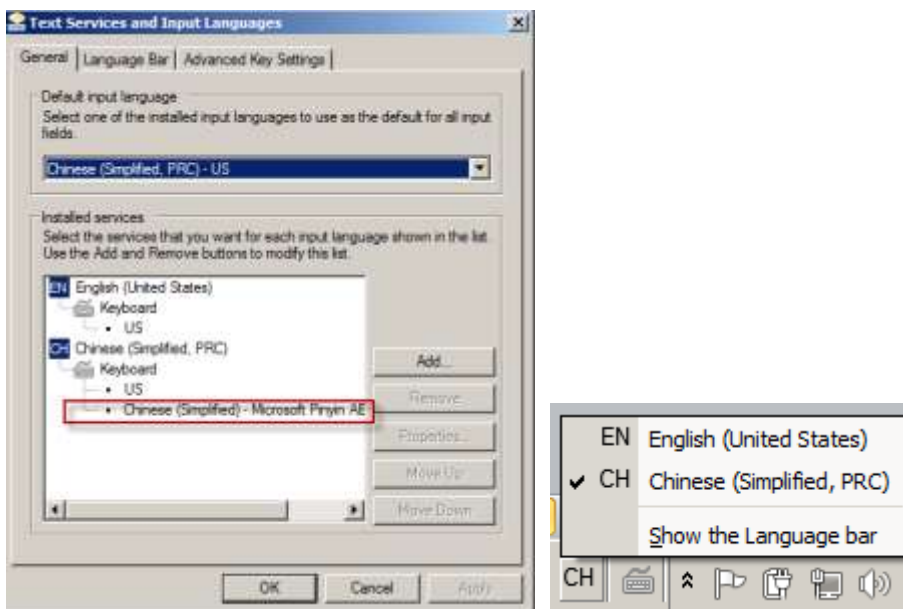 Text Services and Input Languages
General
Language Bar
Advanced Key Settings
Default input language
Select one of the installed input languages to use as the default for all input
fields.
Chinese (Simplified, PRC) - US
Installed services
Select the services that you want for each input language shown in the list.
Use the Add and Remove buttons to modify this list.
EN English (United States)
Keyboard
• US
CH Chinese (Simplified, PRC)
Keyboard
• US
• Chinese (Simplified) - Microsoft Pinyin AE
Add...
Remove
Properties...
Move Up
Move Down
OK
Cancel
Apply
EN English (United States)
CH Chinese (Simplified, PRC)
Show the Language bar
CH